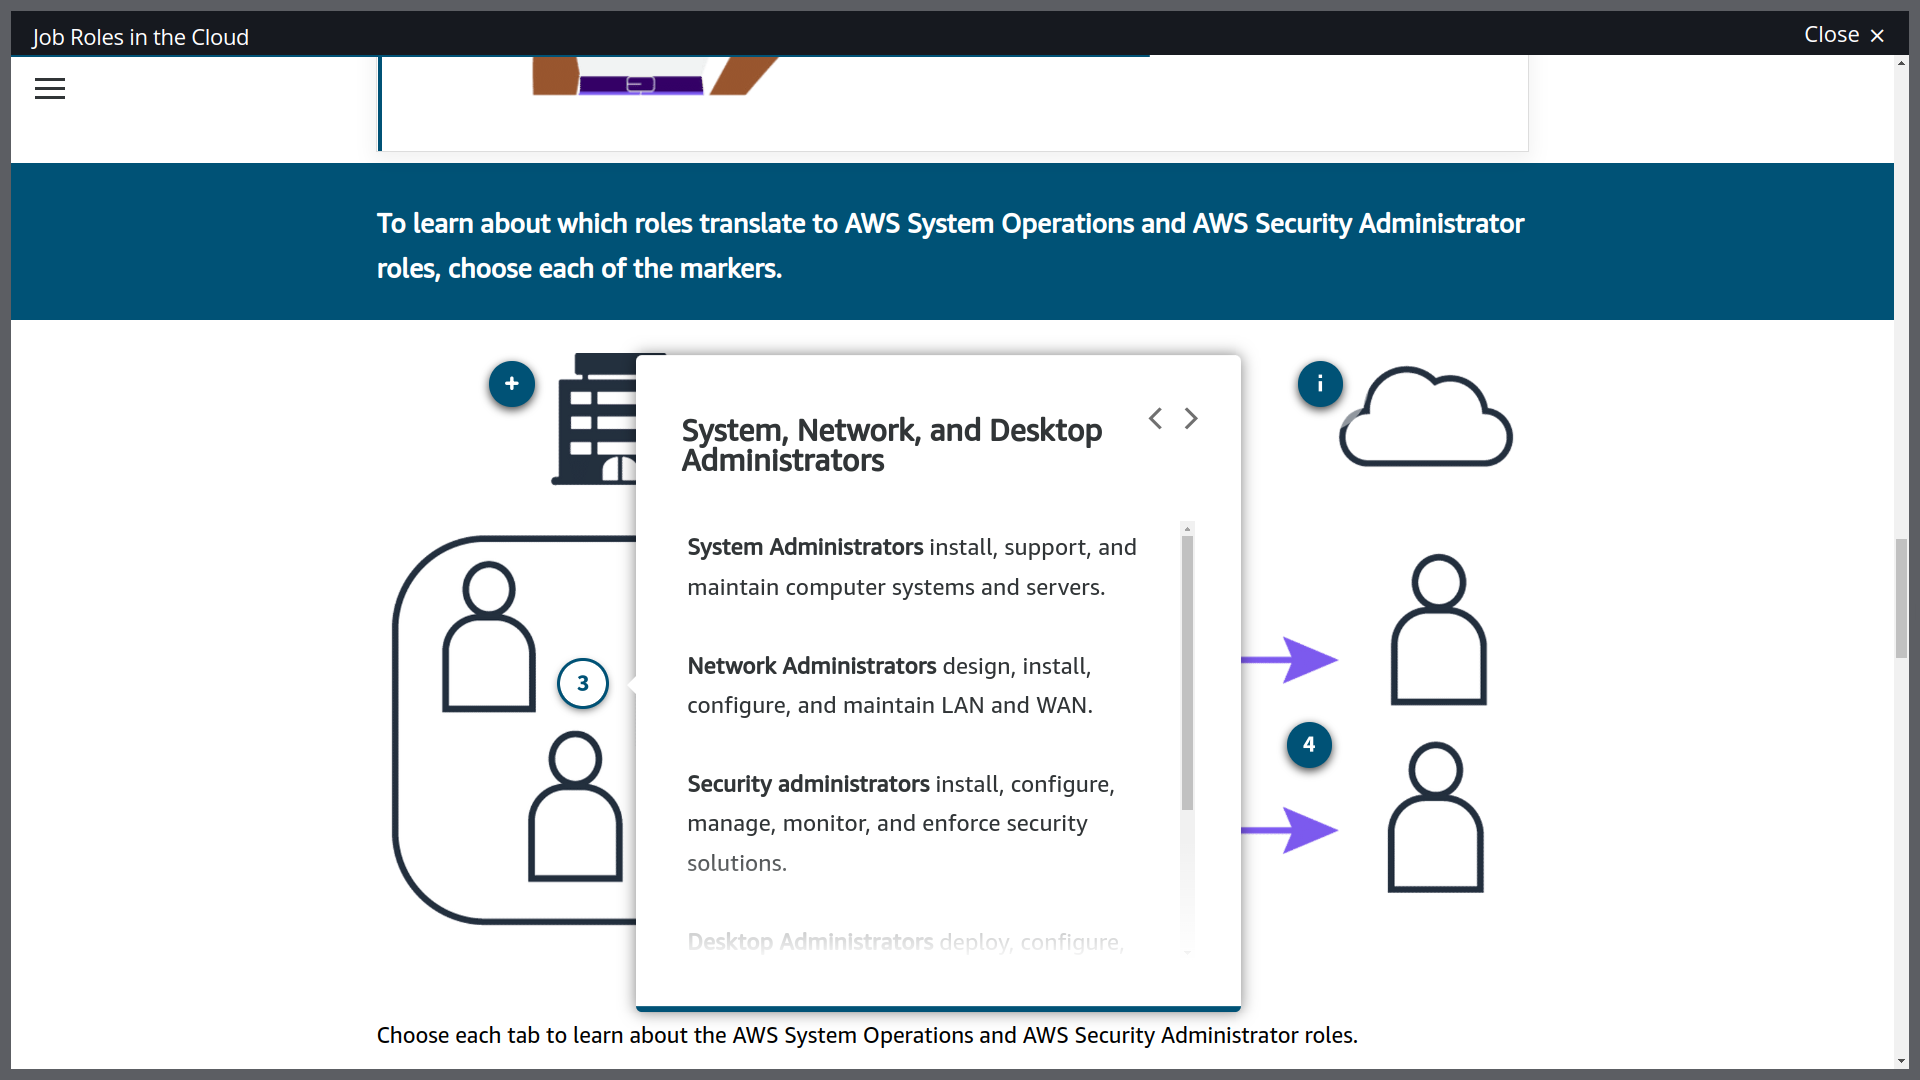 Job Roles in the Cloud
Close ×
To learn about which roles translate to AWS System Operations and AWS Security Administrator
roles, choose each of the markers.
+
i
System, Network, and Desktop
Administrators
System Administrators install, support, and
maintain computer systems and servers.
Network Administrators design, install,
configure, and maintain LAN and WAN.
3
4
Security administrators install, configure,
manage, monitor, and enforce security
solutions.
Desktop Administrators deploy, configure,
Choose each tab to learn about the AWS System Operations and AWS Security Administrator roles.